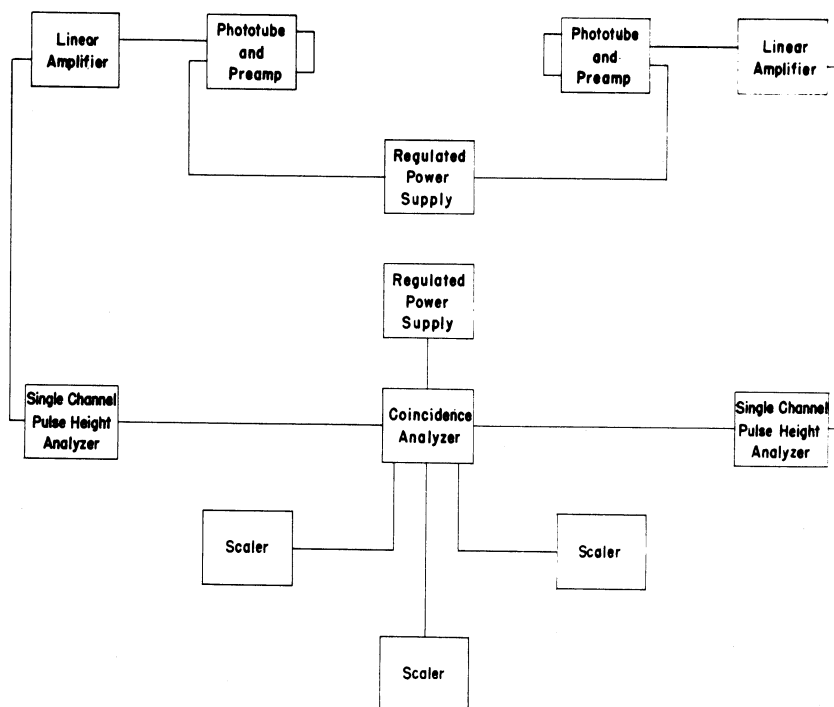 Linear
Amplifier
Phototube
and
Preamp
Phototube
and
Preamp
Linear
Amplifier
Regulated
Power
Supply
Regulated
Power
Supply
Single Channel
Pulse Height
Analyzer
Coincidence
Analyzer
Single Channel
Pulse Height
Analyzer
Scaler
Scaler
Scaler